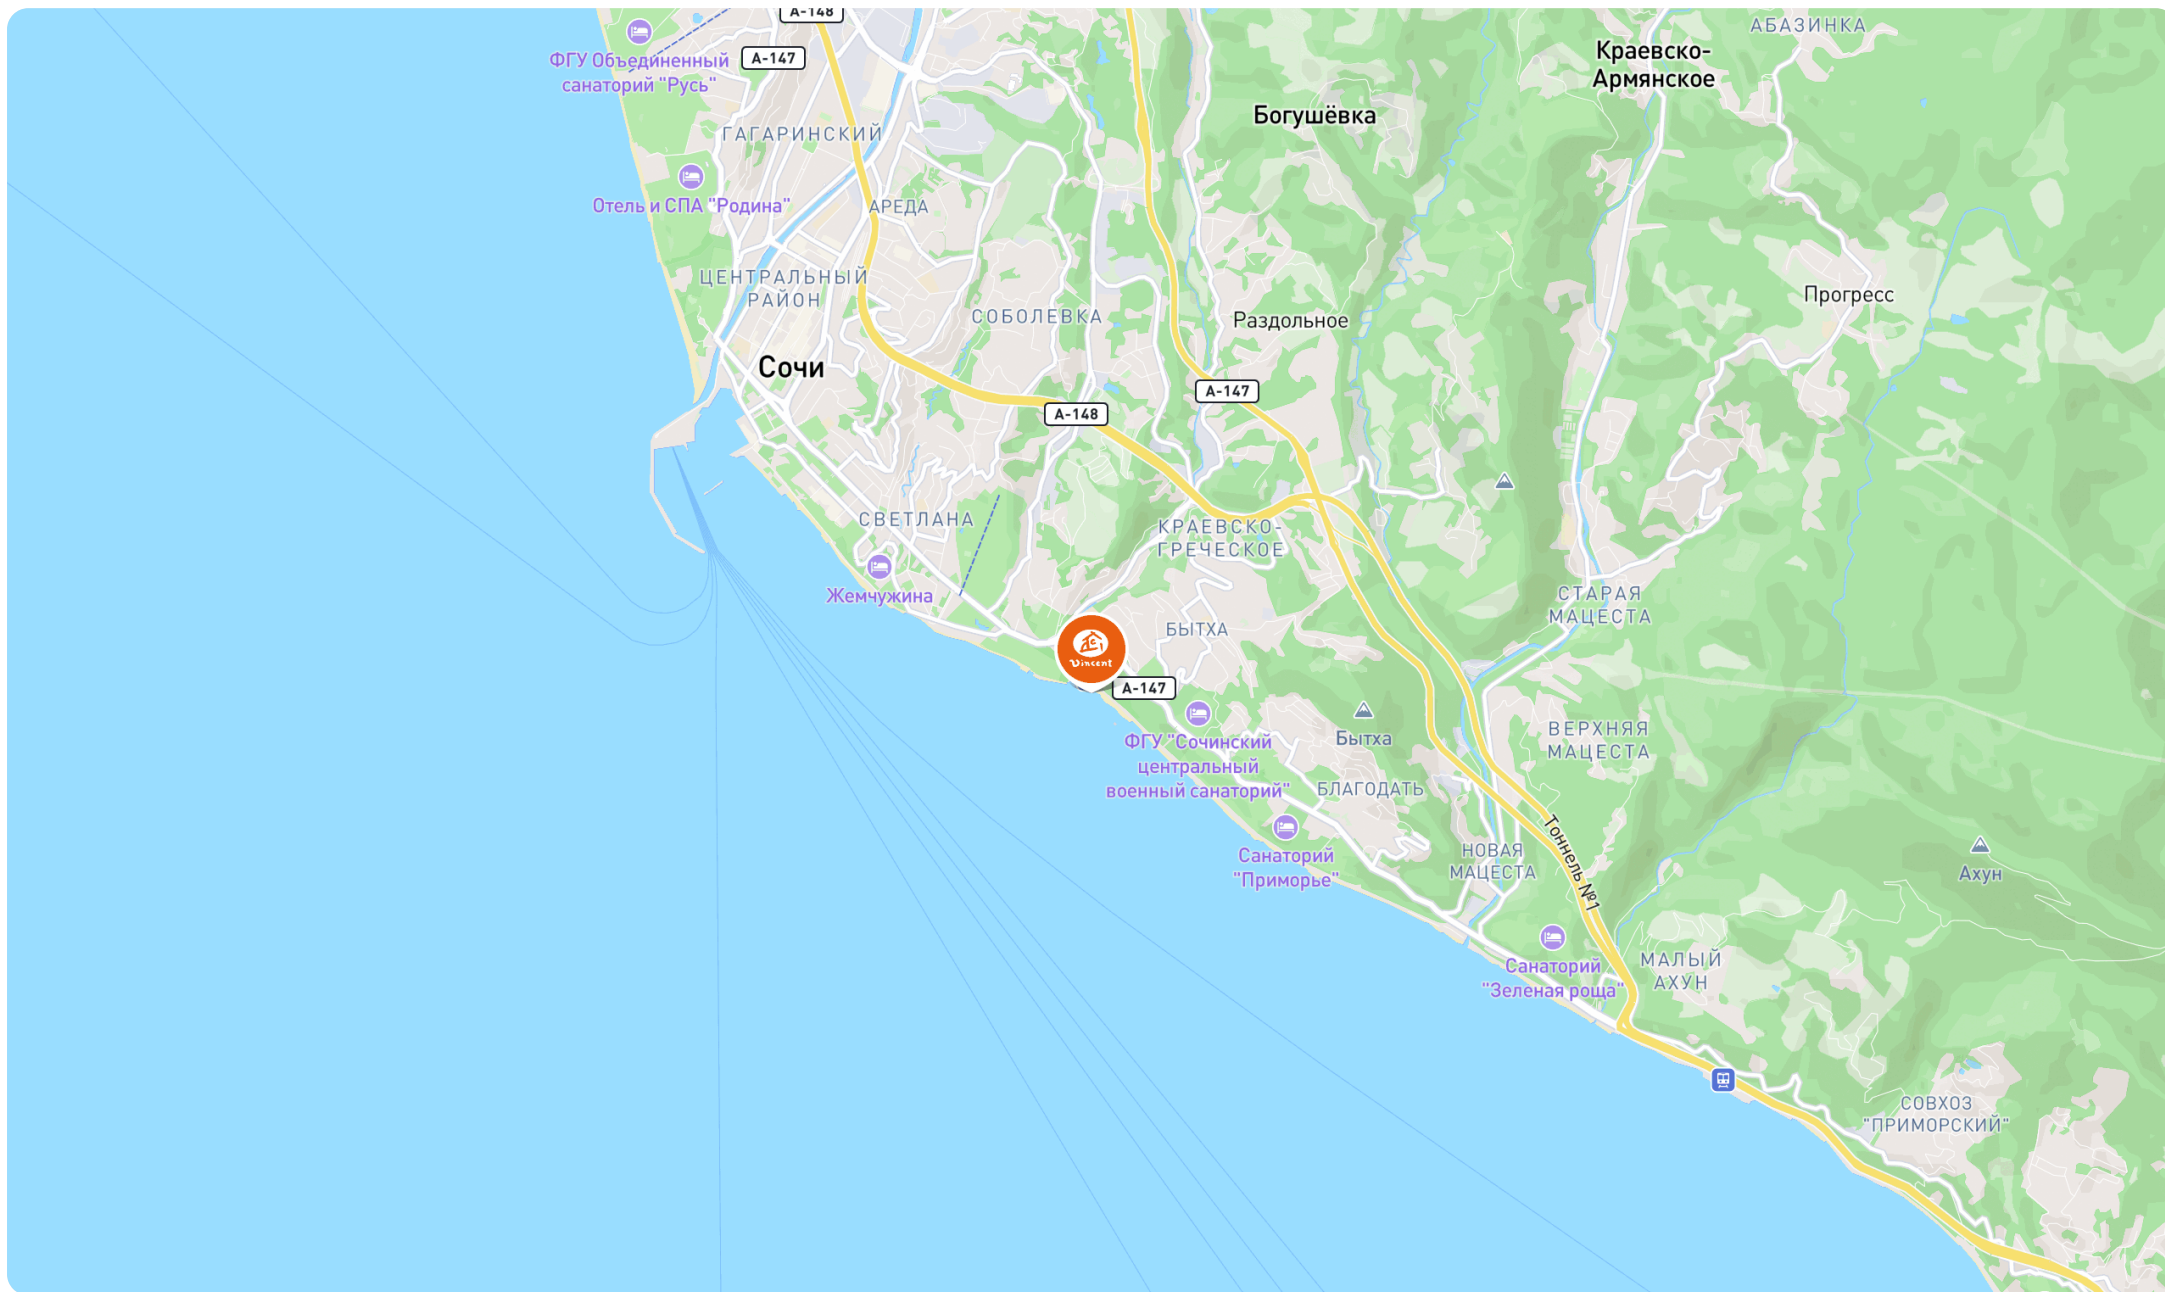 А-148
ФГУ Объединенный
санаторий "Русь"
А-147
Краевско-
Армянское
АБАЗИНКА
Богушёвка
ГАГАРИНСКИЙ
Отель и СПА "Родина"
АРЕДА
ЦЕНТРАЛЬНЫЙ
РАЙОН
СОБОЛЕВКА
Раздольное
Прогресс
Сочи
А-147
А-148
СВЕТЛАНА
КРАЕВСКО-
ГРЕЧЕСКОЕ
Жемчужина
СТАРАЯ
МАЦЕСТА
БЫТХА
Vincent
А-147
ФГУ "Сочинский
центральный
военный санаторий"
Бытха
ВЕРХНЯЯ
МАЦЕСТА
БЛАГОДАТЬ
Тоннель №1
Санаторий
"Приморье"
НОВАЯ
МАЦЕСТА
Ахун
Санаторий
"Зеленая роща"
МАЛЫЙ
АХУН
СОВХОЗ
"ПРИМОРСКИЙ"